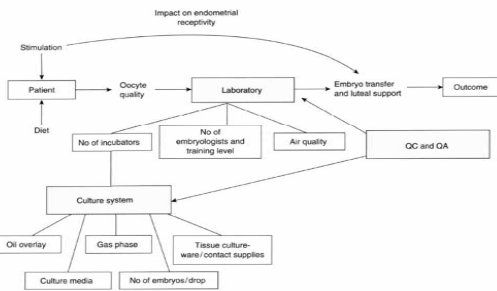 Impact on endometrial
receptivity
Stimulation
Patient
Oocyte
quality
Laboratory
Embryo transfer
and luteal support
Outcome
Diet
No of incubators
No of
embryologists and
training level
Air quality
QC and QA
Culture system
Oil overlay
Gas phase
Tissue culture-
ware/contact supplies
Culture media
No of embryos/drop